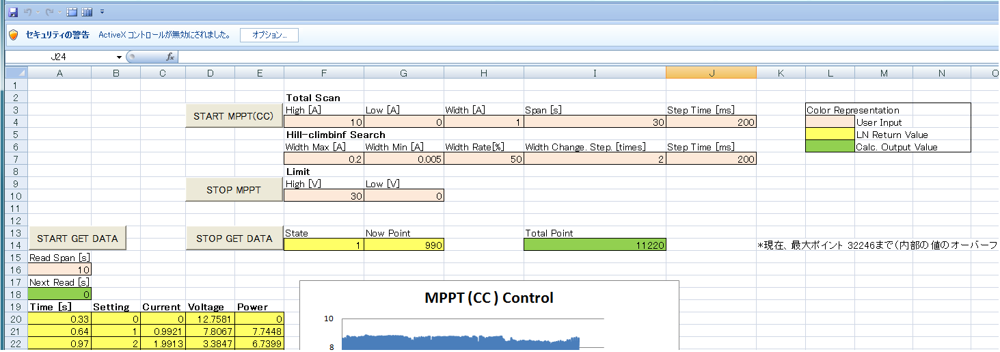 セキュリティの警告 ActiveX コントロールが無効にされました。 オプション...
J24 fx
A B C D E F G H I J K L M N O
1
2 Total Scan
3 START MPPT(CC) High [A] Low [A] Width [A] Span [s] Step Time [ms] Color Representation
4 10 0 1 30 200 User Input
5 Hill-climbinf Search LN Return Value
6 Width Max [A] Width Min [A] Width Rate[%] Width Change. Step. [times] Step Time [ms] Calc. Output Value
7 0.2 0.005 50 2 200
8 Limit
9 STOP MPPT High [V] Low [V]
10 30 0
11
12
13 START GET DATA STOP GET DATA State Now Point Total Point
14 1 990 11220 *現在、最大ポイント 32246まで(内部の値のオーバーフ
15 Read Span [s]
16 10
17 Next Read [s]
18 0 MPPT (CC ) Control
19 Time [s] Setting Current Voltage Power
20 0.33 0 0 12.7581 0 10
21 0.64 1 0.9921 7.8067 7.7448
22 0.97 2 1.9913 3.3847 6.7399 8